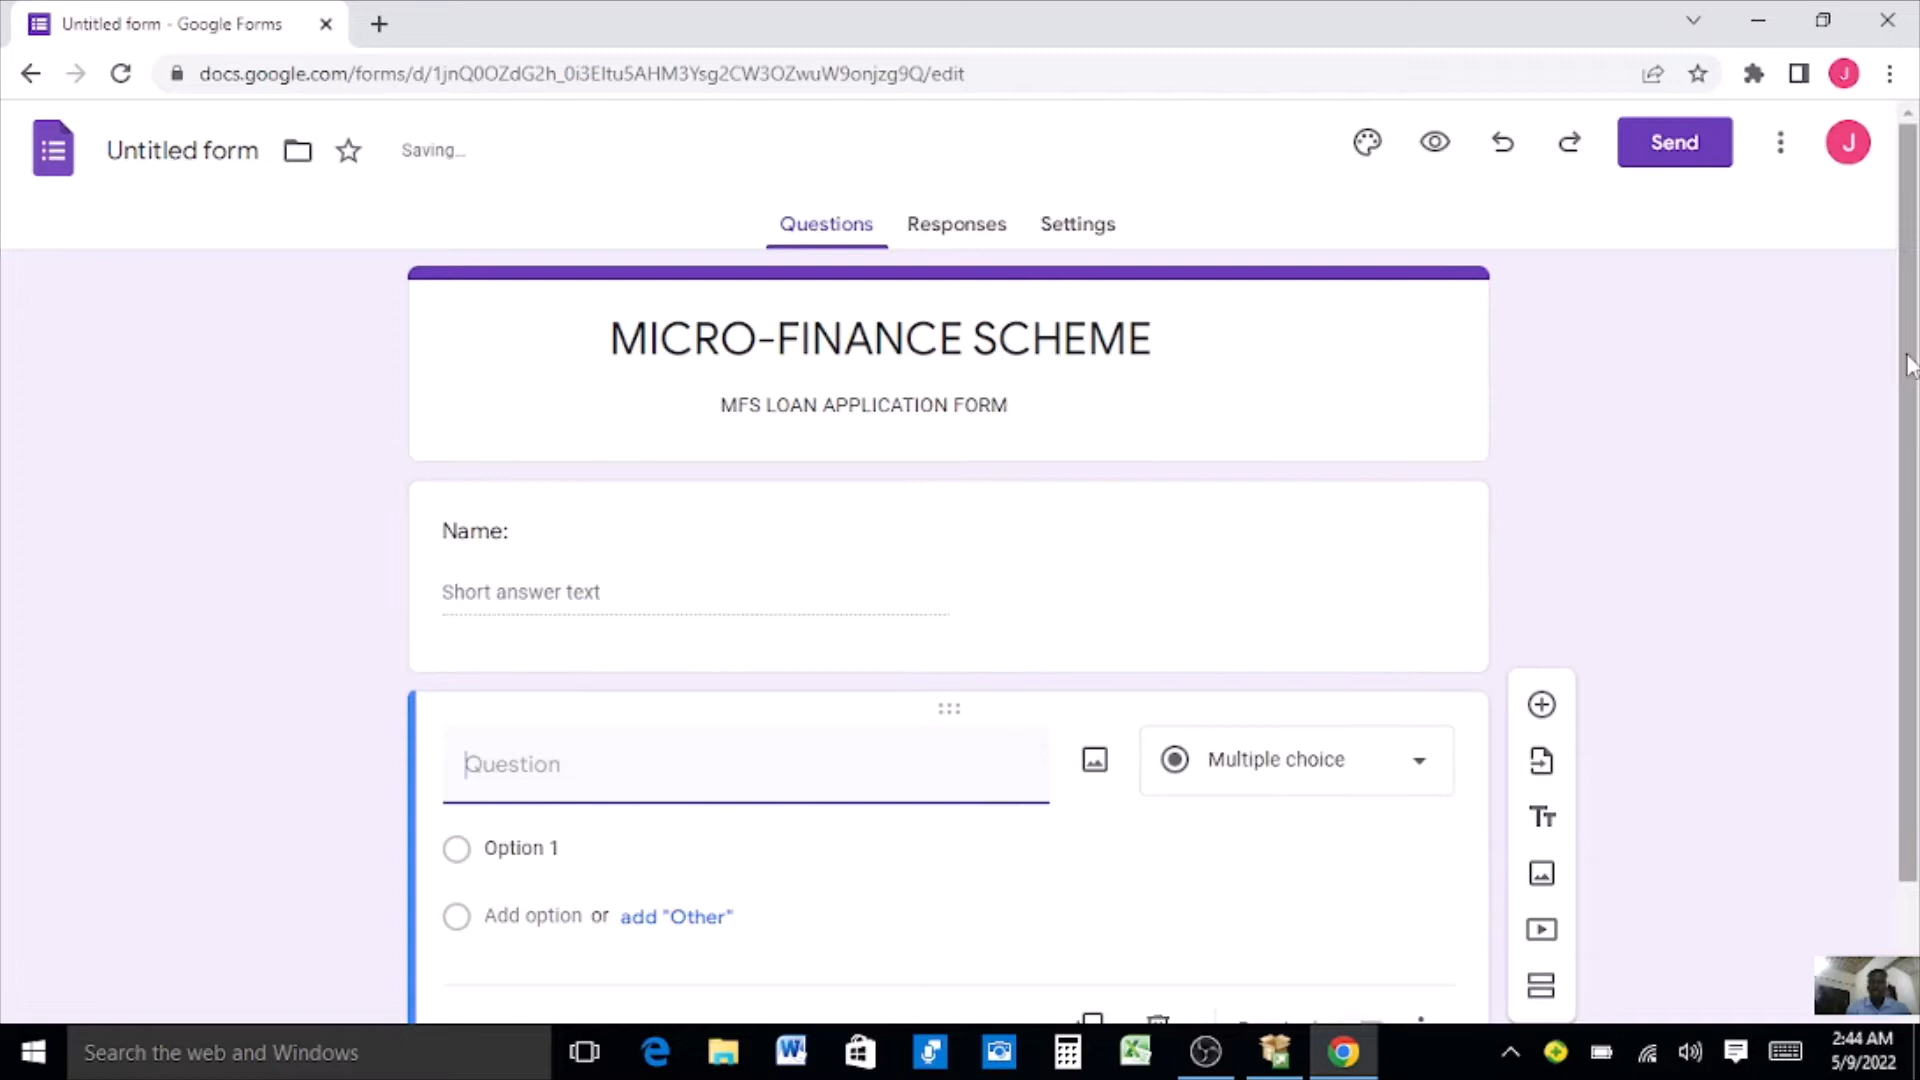 Untitled form - Google Forms
docs.google.com/forms/d/1jnQ0OZdG2h_0i3EItu5AHM3Ysg2CW3OZwuW9onjzg9Q/edit
J
Untitled form
Saving...
Send
J
Questions
Responses
Settings
MICRO-FINANCE SCHEME
MFS LOAN APPLICATION FORM
Name:
Short answer text
Question
Multiple choice
Option 1
Add option or add "Other"
Search the web and Windows
2:44 AM
5/9/2022